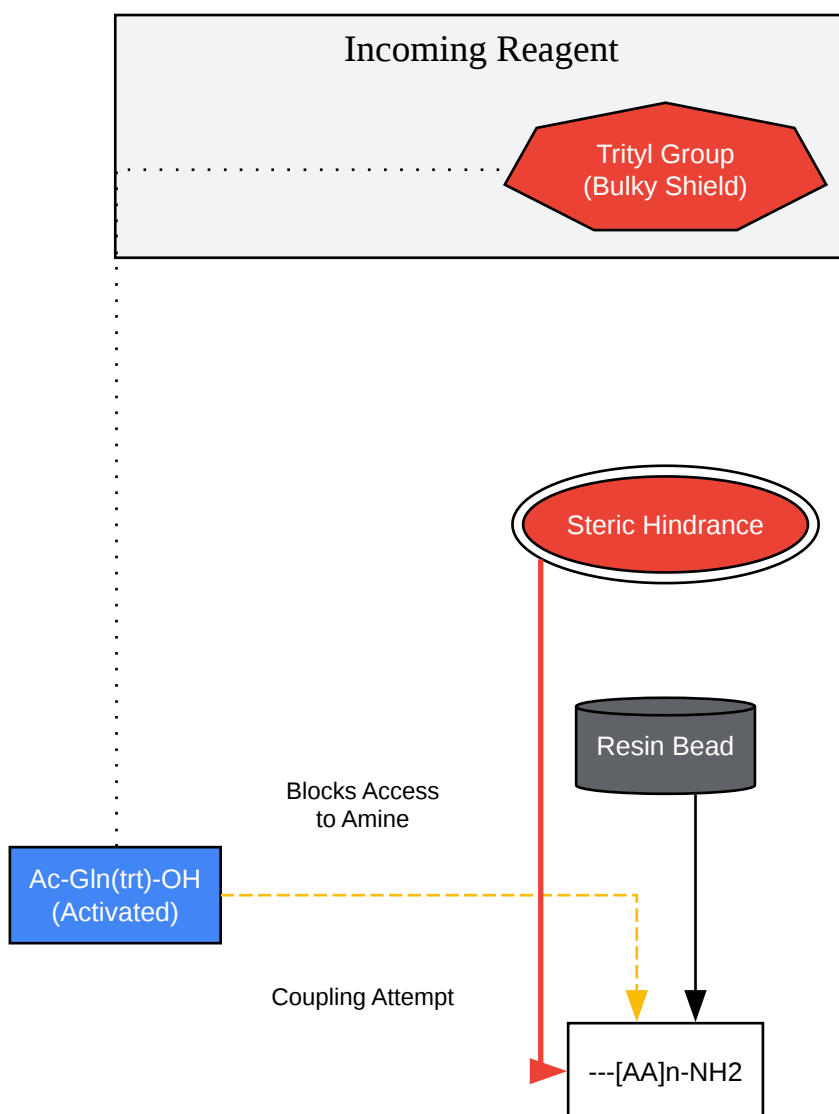 Incoming Reagent
Trityl Group
(Bulky Shield)
Steric Hindrance
Resin Bead
Blocks Access
to Amine
Ac-Gln(trt)-OH
(Activated)
Coupling Attempt
---[AA]n-NH2